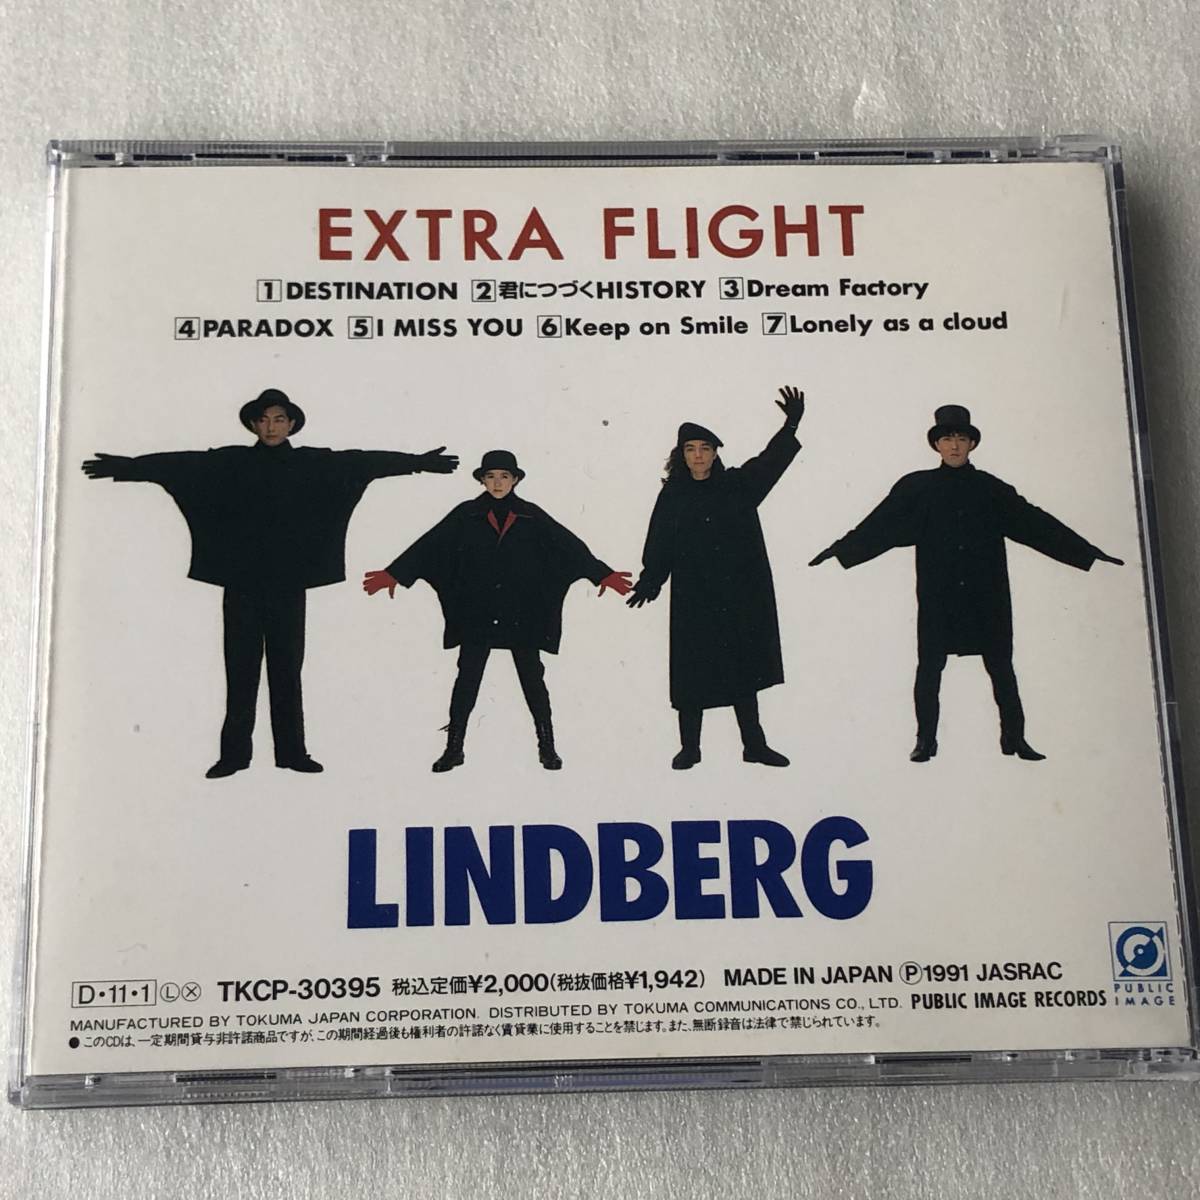 EXTRA FLIGHT
1 DESTINATION 2 君につづくHISTORY 3 Dream Factory
4 PARADOX 5 I MISS YOU 6 Keep on Smile 7 Lonely as a cloud
LINDBERG
D・11・1 Ⓛ Ⓧ TKCP-30395 税込定価¥2,000(税抜価格¥1,942) MADE IN JAPAN Ⓟ1991 JASRAC
MANUFACTURED BY TOKUMA JAPAN CORPORATION. DISTRIBUTED BY TOKUMA COMMUNICATIONS CO., LTD. PUBLIC IMAGE RECORDS
PUBLIC
IMAGE
● このCDは、一定期間貸与非許諾商品ですが、この期間経過後も権利者の許諾なく賃貸業に使用することを禁じます。また、無断録音は法律で禁じられています。